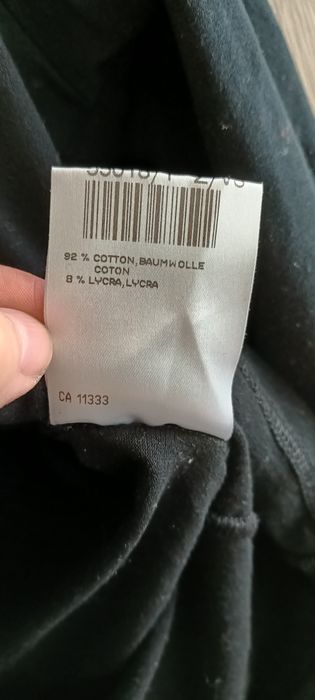 92 % COTTON,BAUMWOLLE
COTON
8 % LYCRA,LYCRA
CA 11333